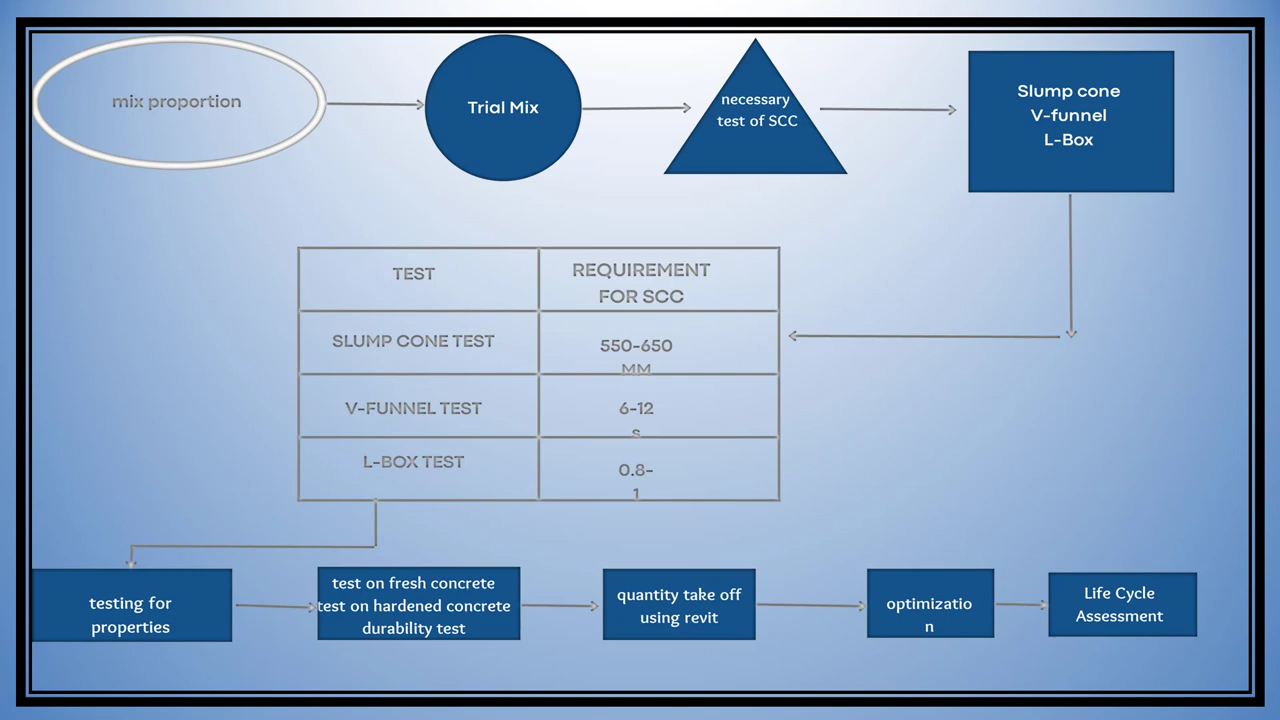 mix proportion
Trial Mix
necessary
test of SCC
Slump cone
V-funnel
L-Box
TEST
REQUIREMENT
FOR SCC
SLUMP CONE TEST
550-650
MM
V-FUNNEL TEST
6-12
s
L-BOX TEST
0.8-
1
testing for
properties
test on fresh concrete
test on hardened concrete
durability test
quantity take off
using revit
optimizatio
n
Life Cycle
Assessment